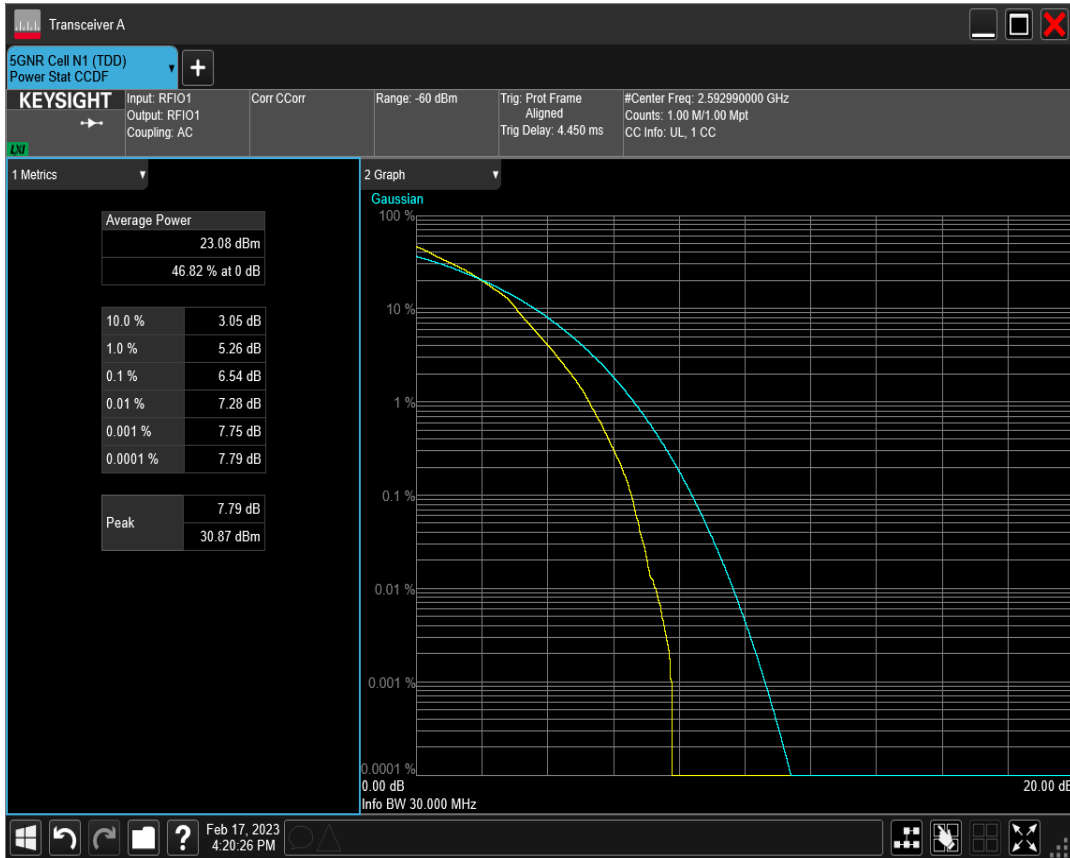 Transceiver A
5GNR Cell N1 (TDD)
Power Stat CCDF
+
KEYSIGHT
LXI
Input: RFIO1
Output: RFIO1
Coupling: AC
Corr CCorr
Range: -60 dBm
Trig: Prot Frame
Aligned
Trig Delay: 4.450 ms
#Center Freq: 2.592990000 GHz
Counts: 1.00 M/1.00 Mpt
CC Info: UL, 1 CC
1 Metrics
Average Power
23.08 dBm
46.82 % at 0 dB
10.0 % 3.05 dB
1.0 % 5.26 dB
0.1 % 6.54 dB
0.01 % 7.28 dB
0.001 % 7.75 dB
0.0001 % 7.79 dB
Peak
7.79 dB
30.87 dBm
2 Graph
Gaussian
100 %
10 %
1 %
0.1 %
0.01 %
0.001 %
0.0001 %
0.00 dB 20.00 dB
Info BW 30.000 MHz
?
Feb 17, 2023
4:20:26 PM